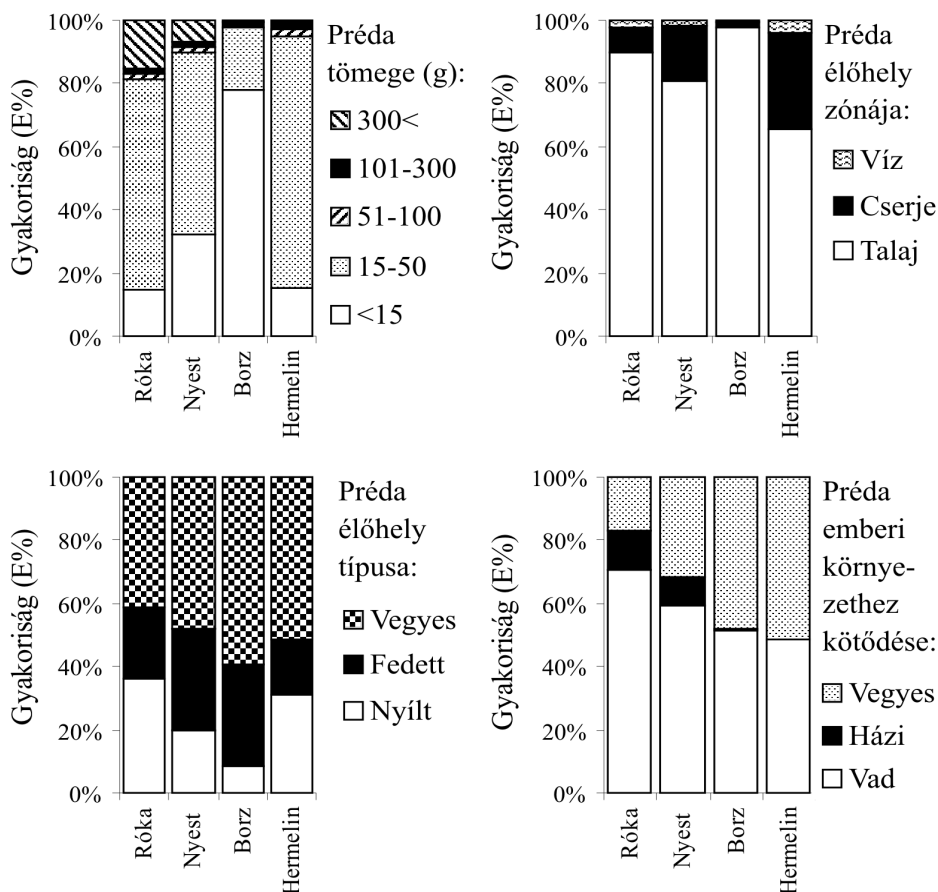 Gyakoriság (E%)
100%
80%
60%
40%
20%
0%
Róka
Nyest
Borz
Hermelin
Préda
tömege (g):
300<
101-300
51-100
15-50
<15
Gyakoriság (E%)
100%
80%
60%
40%
20%
0%
Róka
Nyest
Borz
Hermelin
Préda
élőhely
zónája:
Víz
Cserje
Talaj
Gyakoriság (E%)
100%
80%
60%
40%
20%
0%
Róka
Nyest
Borz
Hermelin
Préda
élőhely
típusa:
Vegyes
Fedett
Nyílt
Gyakoriság (E%)
100%
80%
60%
40%
20%
0%
Róka
Nyest
Borz
Hermelin
Préda
emberi
környe-
zethez
kötődése:
Vegyes
Házi
Vad